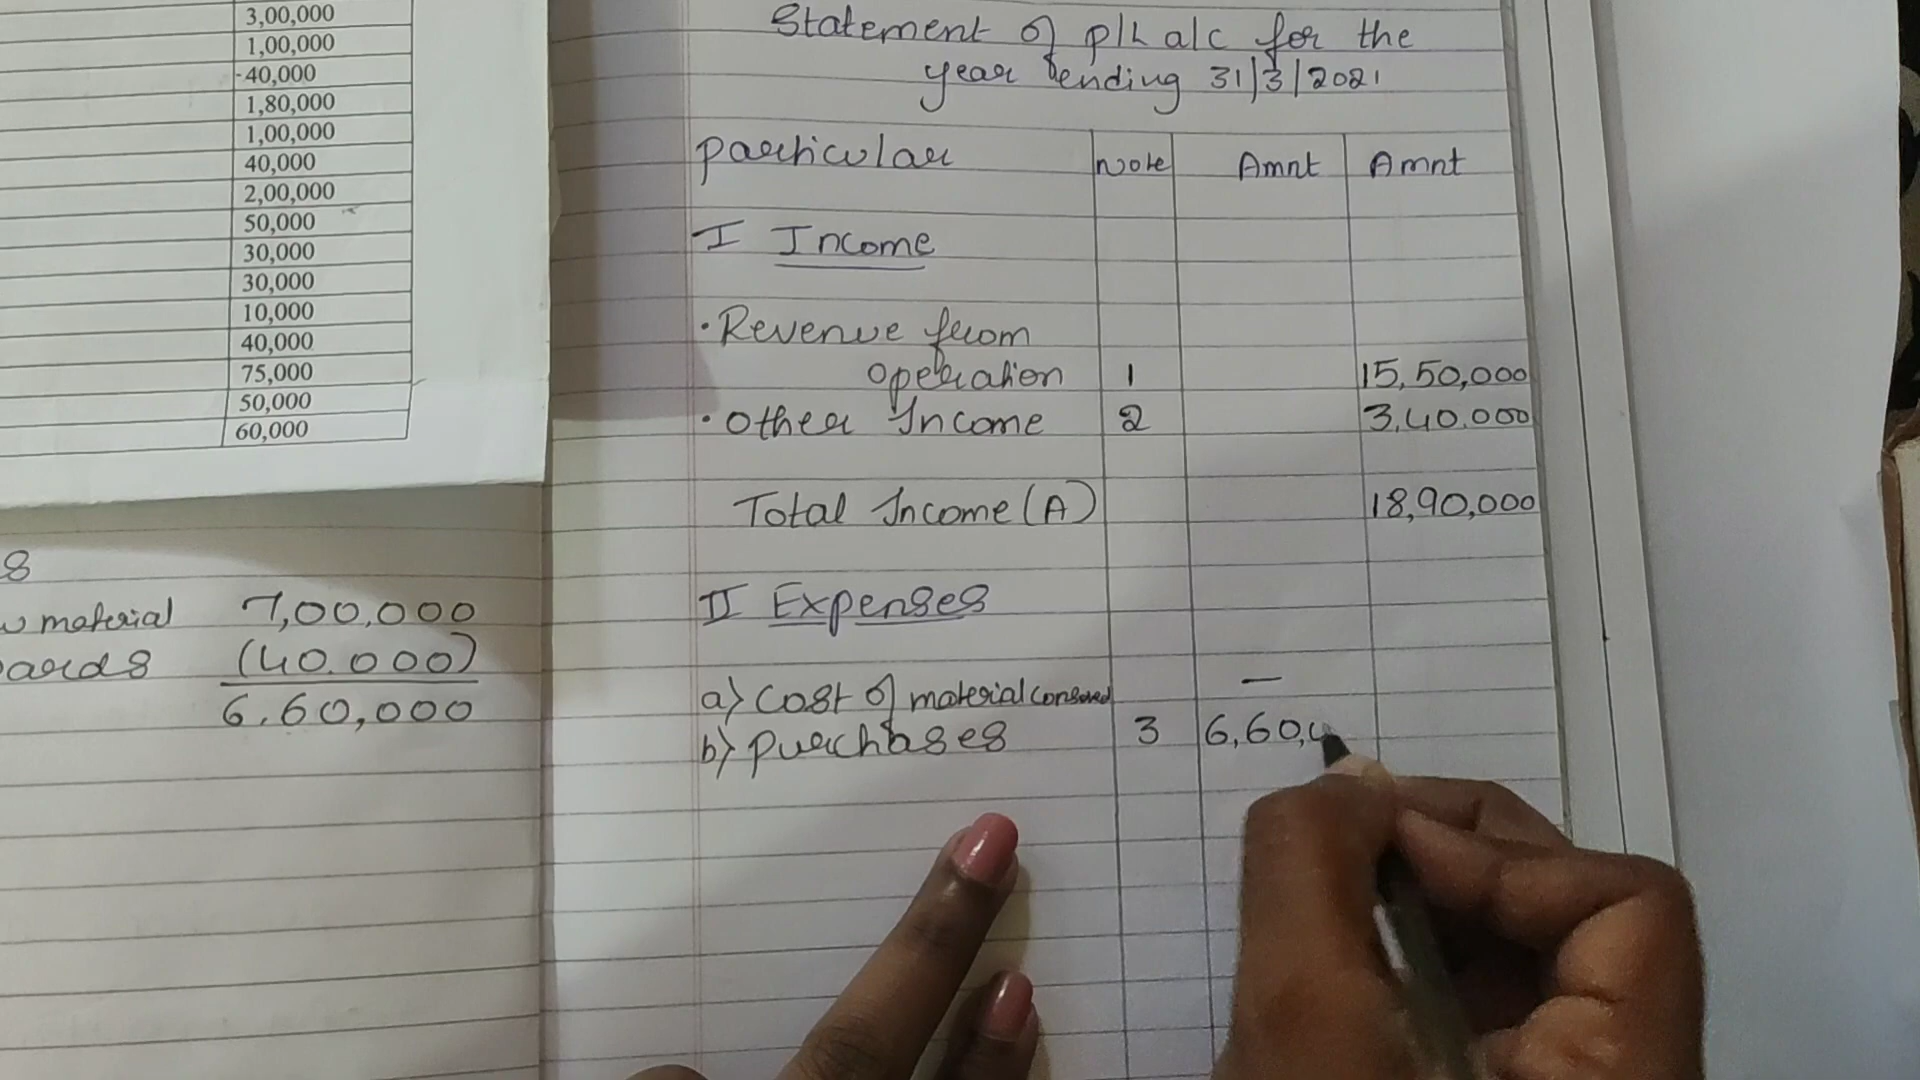 3,00,000
1,00,000
-40,000
1,80,000
1,00,000
40,000
2,00,000
50,000
30,000
30,000
10,000
40,000
75,000
50,000
60,000
8
material 7,00,000
(40.000)
6,60,000
Statement of p/L a/c for the
year ending 31/3/2021
particular Note Amnt Amnt
I Income
• Revenue from
operation 1 15,50,000
• Other Income 2 3,40.000
Total Income (A) 18,90,000
II Expenses
a) Cost of material Consumed —
b) purchases 3 6,60,